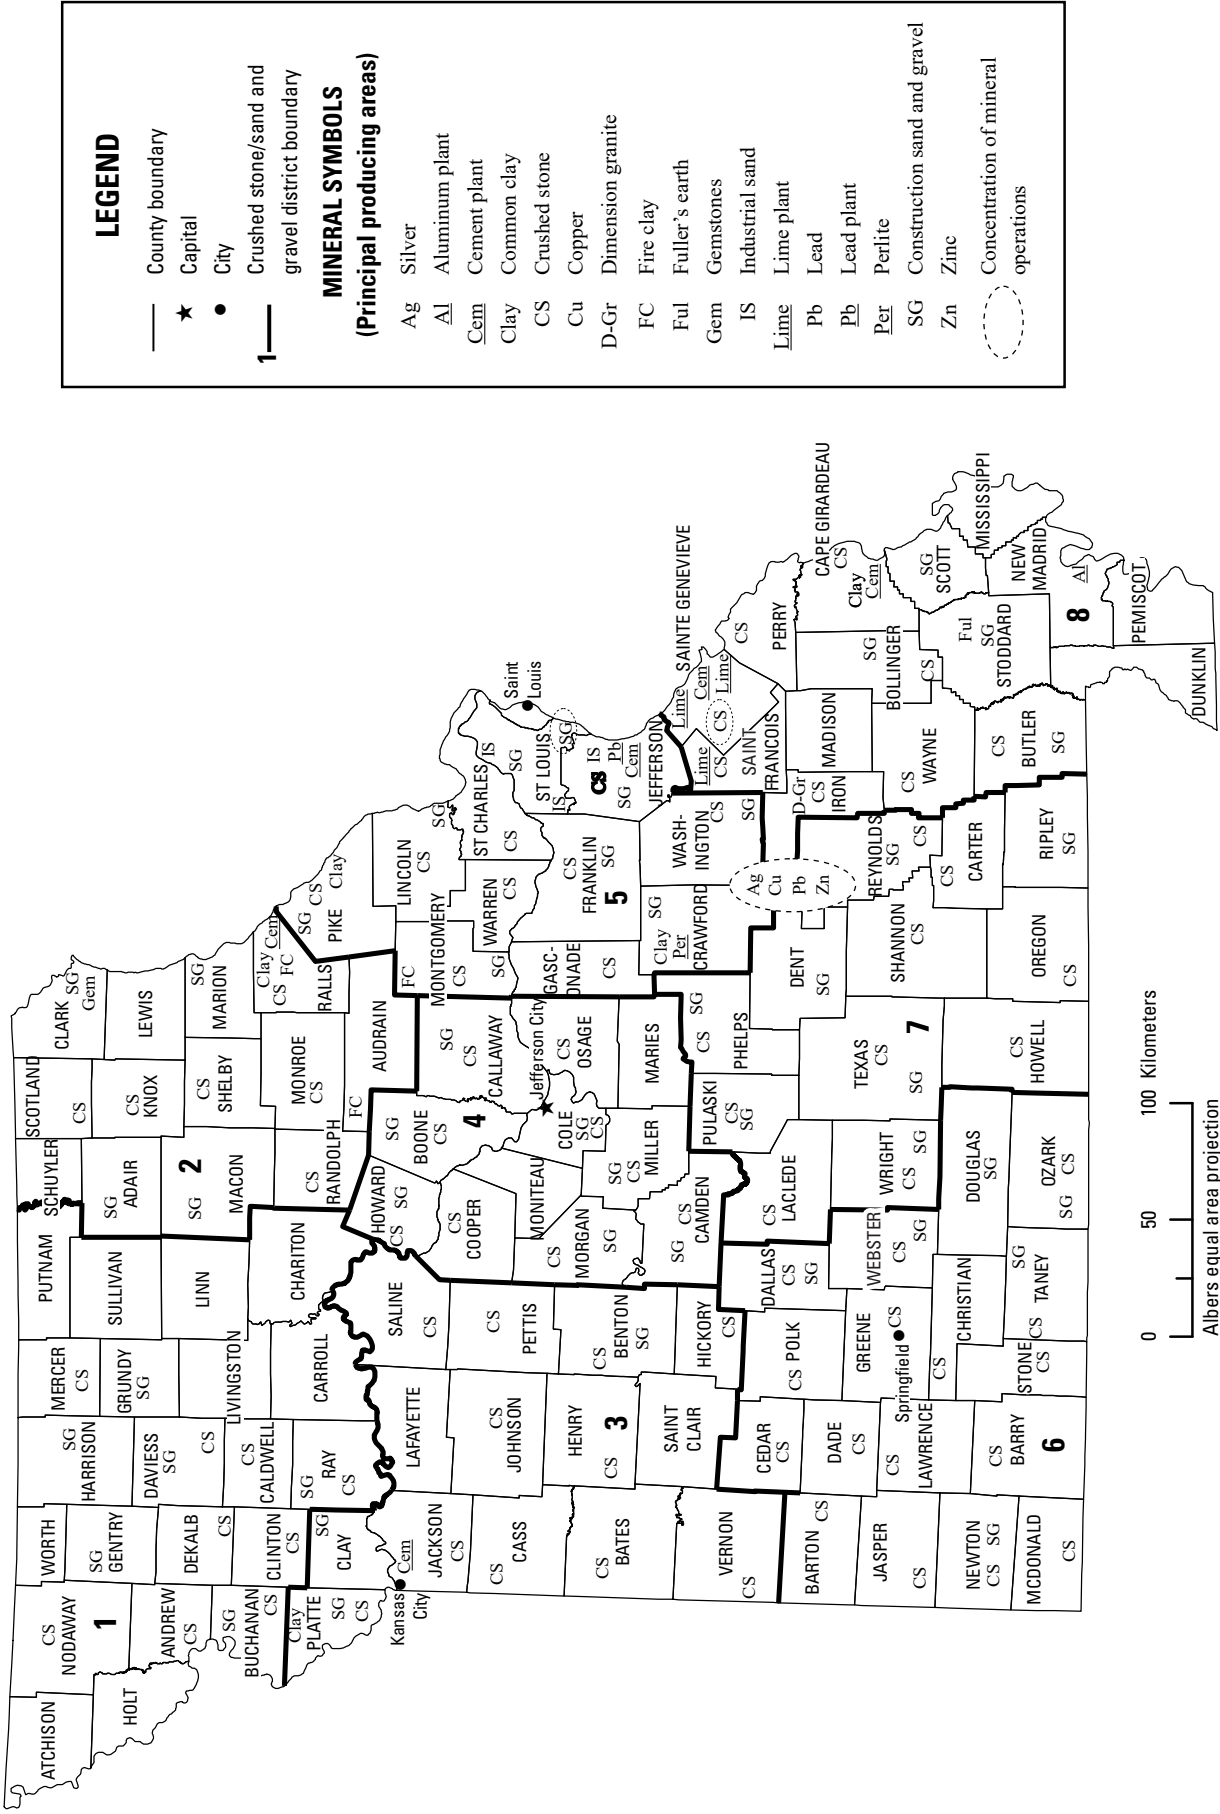 ATCHISON
HOLT
NODAWAY
CS
1
ANDREW
CS
BUCHANAN
SG
CS
WORTH
GENTRY
SG
DEKALB
CS
CLINTON
CS
HARRISON
SG
DAVIESS
SG
CS
CALDWELL
CS
RAY
SG
CS
MERCER
CS
GRUNDY
SG
LIVINGSTON
CARROLL
PUTNAM
SULLIVAN
LINN
CHARITON
SCHUYLER
ADAIR
SG
2
MACON
SG
RANDOLPH
CS
SCOTLAND
CS
KNOX
CS
SHELBY
CS
MONROE
CS
FC
AUDRAIN
CLARK
SG
Gem
LEWIS
MARION
SG
RALLS
Clay
Cem
CS
FC
PIKE
SG
CS
Clay
LINCOLN
CS
SG
MONTGOMERY
FC
CS
SG
WARREN
CS
ST CHARLES
CS
IS
Saint
Louis
ST LOUIS
SG
SG
IS
FRANKLIN
CS
SG
5
GASC-
ONADE
CS
JEFFERSON
CS
IS
Pb
Cem
SG
WASH-
INGTON
CS
SG
CRAWFORD
SG
Clay
Per
PLATTE
Clay
SG
CS
CLAY
SG
Kansas
City
Cem
JACKSON
CS
LAFAYETTE
SALINE
CS
CASS
CS
JOHNSON
CS
PETTIS
CS
BATES
CS
HENRY
CS
3
BENTON
CS
SG
VERNON
CS
SAINT
CLAIR
HICKORY
CS
HOWARD
CS
SG
BOONE
SG
CS
4
CALLAWAY
SG
CS
Jefferson City
COOPER
CS
MONITEAU
COLE
SG
CS
OSAGE
CS
MORGAN
CS
SG
MILLER
SG
CS
MARIES
CAMDEN
SG
CS
BARTON
CS
CEDAR
CS
POLK
CS
DALLAS
CS
SG
JASPER
CS
DADE
CS
GREENE
Springfield
CS
CS
WEBSTER
CS
SG
LAWRENCE
CS
NEWTON
CS
SG
MCDONALD
CS
BARRY
CS
6
STONE
CS
CHRISTIAN
TANEY
SG
CS
DOUGLAS
SG
OZARK
SG
CS
LACLEDE
CS
PULASKI
CS
SG
PHELPS
CS
SG
DENT
SG
WRIGHT
CS
SG
TEXAS
CS
SG
7
HOWELL
CS
SHANNON
CS
OREGON
CS
REYNOLDS
SG
CS
CARTER
CS
RIPLEY
SG
Ag
Cu
Pb
Zn
SAINTE GENEVIEVE
Lime
Cem
Lime
CS
SAINT
FRANCOIS
Lime
CS
PERRY
CS
IRON
D-Gr
CS
MADISON
BOLLINGER
SG
CS
CAPE GIRARDEAU
CS
Clay
Cem
WAYNE
CS
BUTLER
CS
SG
STODDARD
Ful
SG
SCOTT
SG
MISSISSIPPI
NEW
MADRID
Al
8
PEMISCOT
DUNKLIN
0 50 100 Kilometers
Albers equal area projection
LEGEND
County boundary
Capital
City
1
Crushed stone/sand and
gravel district boundary
MINERAL SYMBOLS
(Principal producing areas)
Ag Silver
Al Aluminum plant
Cem Cement plant
Clay Common clay
CS Crushed stone
Cu Copper
D-Gr Dimension granite
FC Fire clay
Ful Fuller's earth
Gem Gemstones
IS Industrial sand
Lime Lime plant
Pb Lead
Pb Lead plant
Per Perlite
SG Construction sand and gravel
Zn Zinc
Concentration of mineral
operations